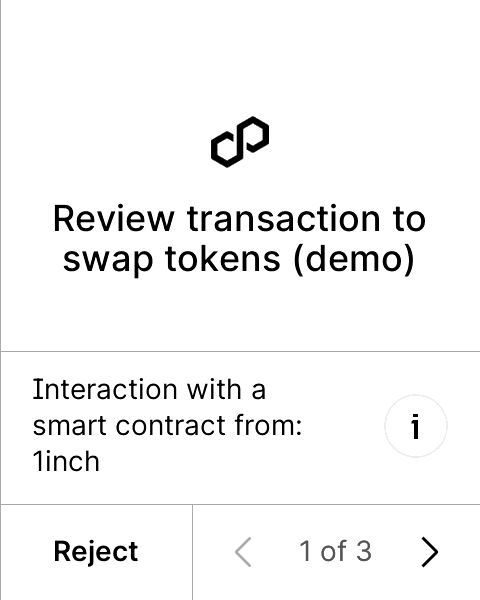 Review transaction to
swap tokens (demo)
Interaction with a
smart contract from:
1inch
i
Reject
1 of 3